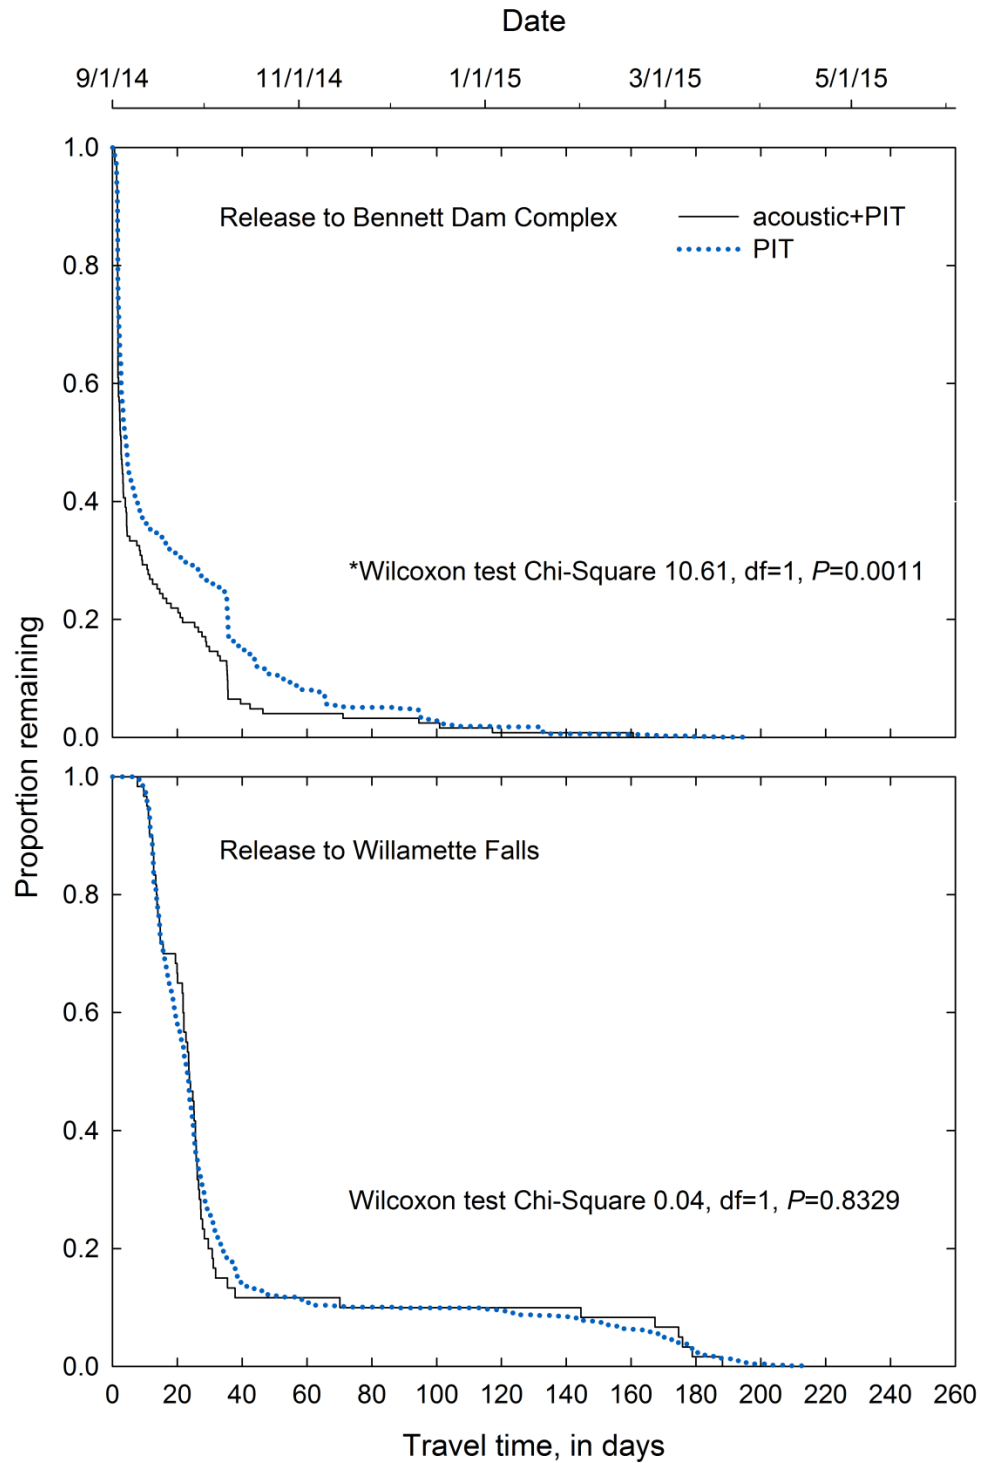 Date
9/1/14 11/1/14 1/1/15 3/1/15 5/1/15
1.0
Release to Bennett Dam Complex
acoustic+PIT
PIT
0.8
0.6
0.4
*Wilcoxon test Chi-Square 10.61, df=1, P=0.0011
0.2
0.0
Proportion remaining
1.0
Release to Willamette Falls
0.8
0.6
0.4
Wilcoxon test Chi-Square 0.04, df=1, P=0.8329
0.2
0.0
0 20 40 60 80 100 120 140 160 180 200 220 240 260
Travel time, in days